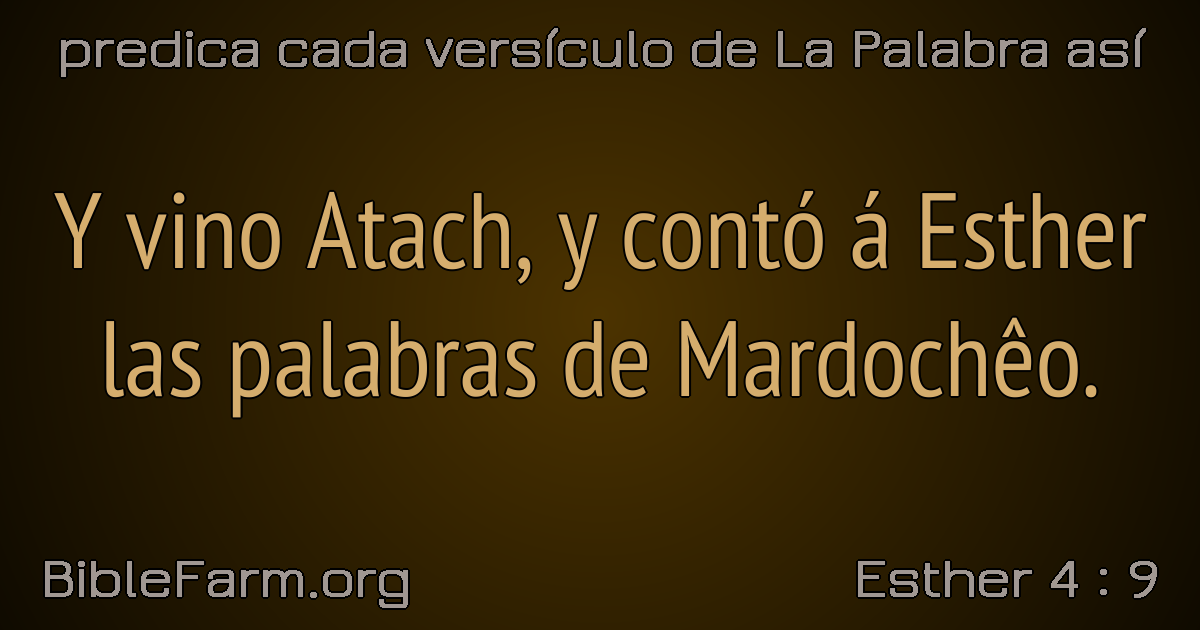 predica cada versículo de La Palabra así
Y vino Atach, y contó á Esther
las palabras de Mardochêo.
BibleFarm.org
Esther 4 : 9